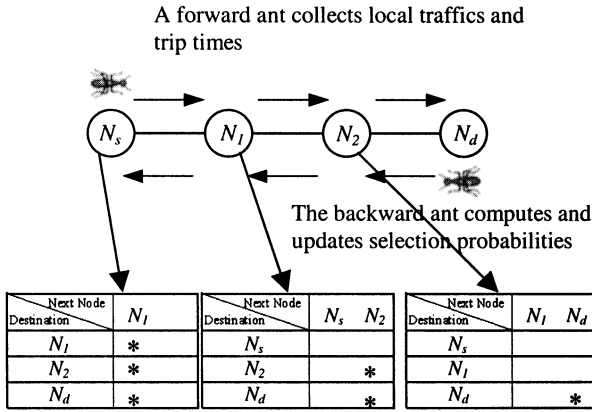 A forward ant collects local traffics and
trip times
Ns N1 N2 Nd
The backward ant computes and
updates selection probabilities
Next Node
Destination
N1
N1 *
N2 *
Nd *
Next Node
Destination
Ns N2
Ns
N2 *
Nd *
Next Node
Destination
N1 Nd
Ns
N1
Nd *